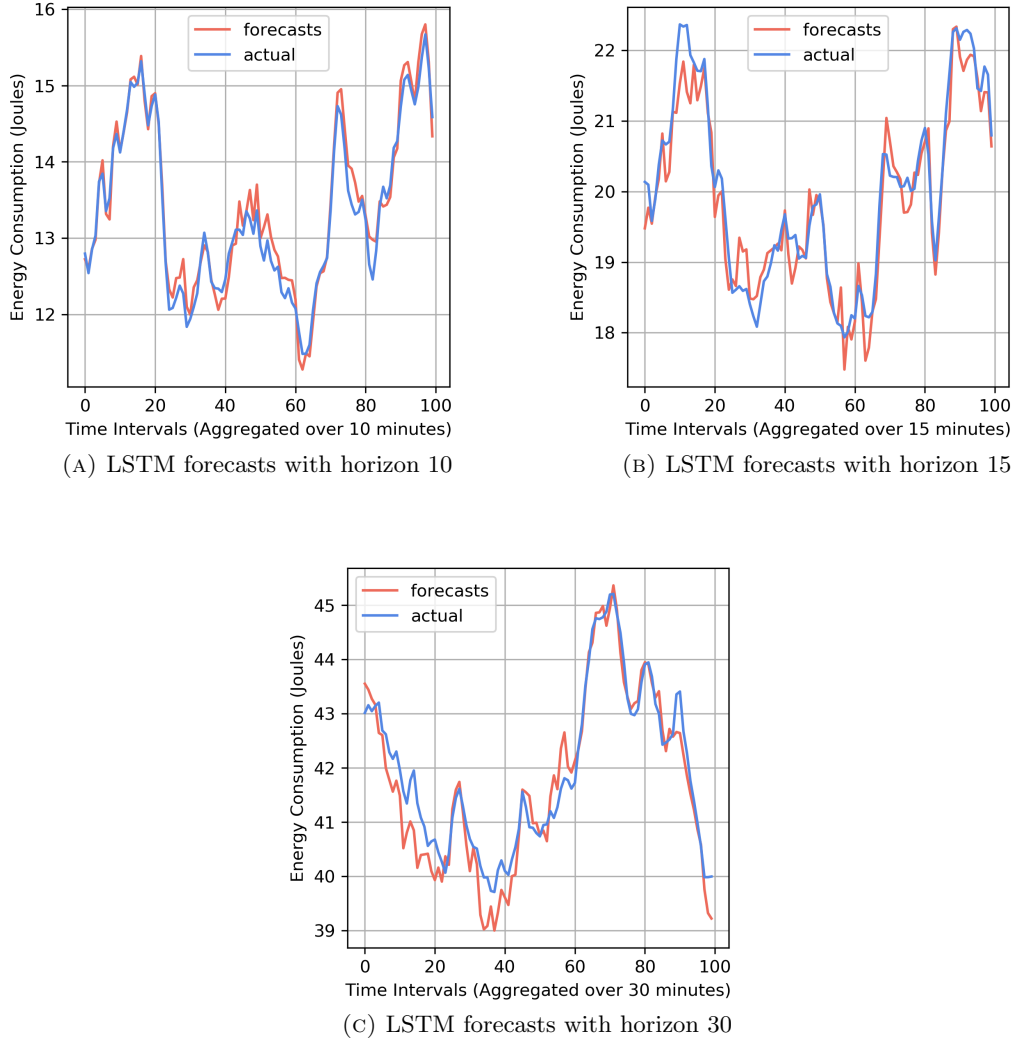 16
15
14
13
12
Energy Consumption (Joules)
forecasts
actual
0 20 40 60 80 100
Time Intervals (Aggregated over 10 minutes)
(A) LSTM forecasts with horizon 10
22
21
20
19
18
Energy Consumption (Joules)
forecasts
actual
0 20 40 60 80 100
Time Intervals (Aggregated over 15 minutes)
(B) LSTM forecasts with horizon 15
45
44
43
42
41
40
39
Energy Consumption (Joules)
forecasts
actual
0 20 40 60 80 100
Time Intervals (Aggregated over 30 minutes)
(C) LSTM forecasts with horizon 30